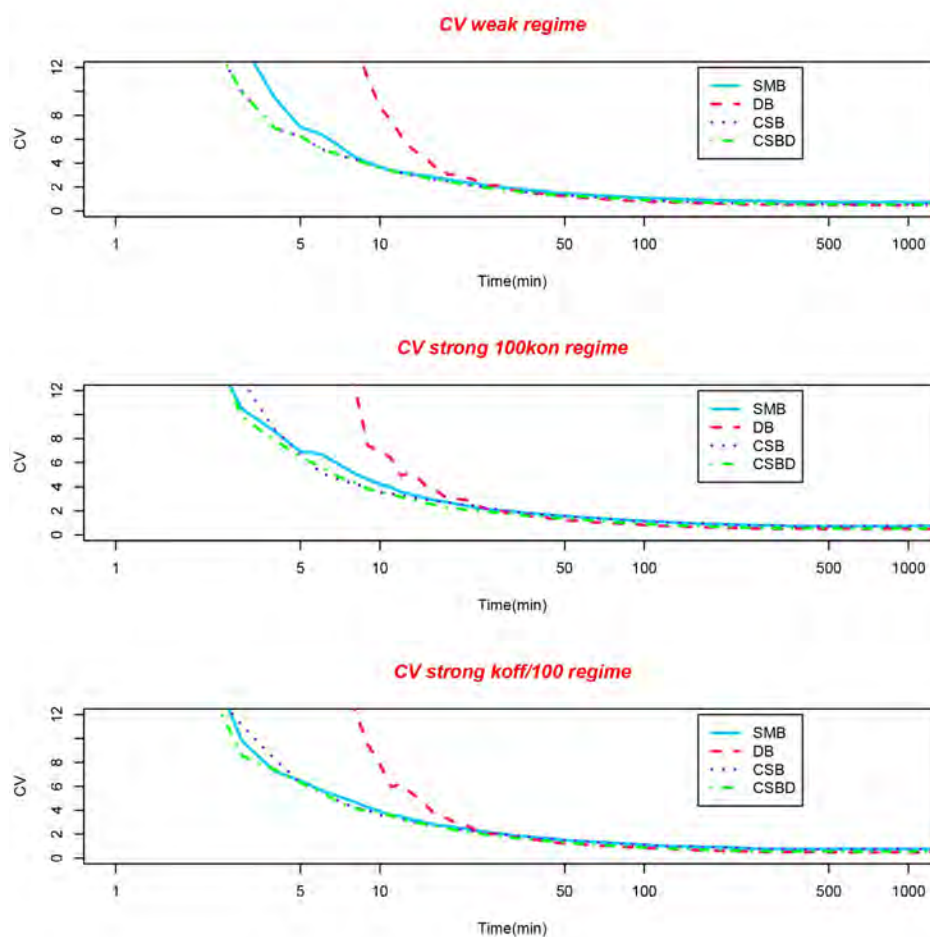 CV weak regime
CV
12
8
6
4
2
0
SMB
DB
CSB
CSBD
1
5
10
50
100
500
1000
Time(min)
CV strong 100kon regime
CV
12
8
6
4
2
0
SMB
DB
CSB
CSBD
1
5
10
50
100
500
1000
Time(min)
CV strong koff/100 regime
CV
12
8
6
4
2
0
SMB
DB
CSB
CSBD
1
5
10
50
100
500
1000
Time(min)